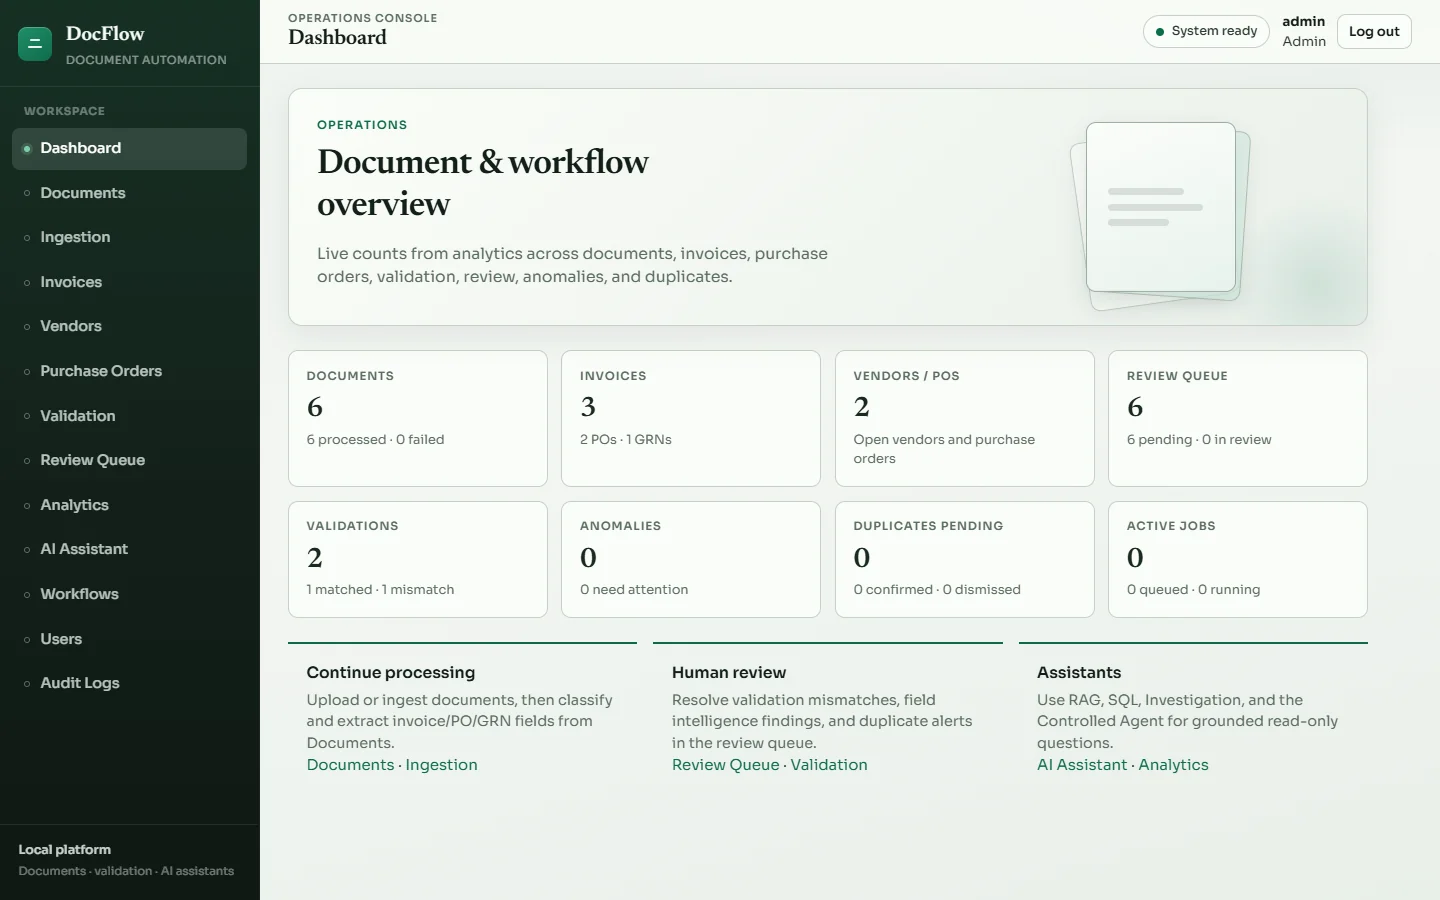 DocFlow
DOCUMENT AUTOMATION
WORKSPACE
Dashboard
Documents
Ingestion
Invoices
Vendors
Purchase Orders
Validation
Review Queue
Analytics
AI Assistant
Workflows
Users
Audit Logs
Local platform
Documents · validation · AI assistants
OPERATIONS CONSOLE
Dashboard
System ready
admin
Admin
Log out
OPERATIONS
Document & workflow
overview
Live counts from analytics across documents, invoices, purchase
orders, validation, review, anomalies, and duplicates.
DOCUMENTS
6
6 processed · 0 failed
INVOICES
3
2 POs · 1 GRNs
VENDORS / POS
2
Open vendors and purchase
orders
REVIEW QUEUE
6
6 pending · 0 in review
VALIDATIONS
2
1 matched · 1 mismatch
ANOMALIES
0
0 need attention
DUPLICATES PENDING
0
0 confirmed · 0 dismissed
ACTIVE JOBS
0
0 queued · 0 running
Continue processing
Upload or ingest documents, then classify
and extract invoice/PO/GRN fields from
Documents.
Documents · Ingestion
Human review
Resolve validation mismatches, field
intelligence findings, and duplicate alerts
in the review queue.
Review Queue · Validation
Assistants
Use RAG, SQL, Investigation, and the
Controlled Agent for grounded read-only
questions.
AI Assistant · Analytics